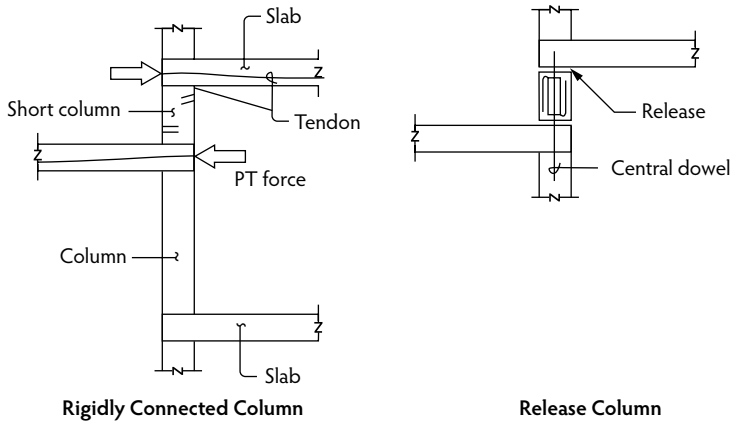 Slab
Short column
Tendon
PT force
Column
Slab
Rigidly Connected Column
Release
Central dowel
Release Column